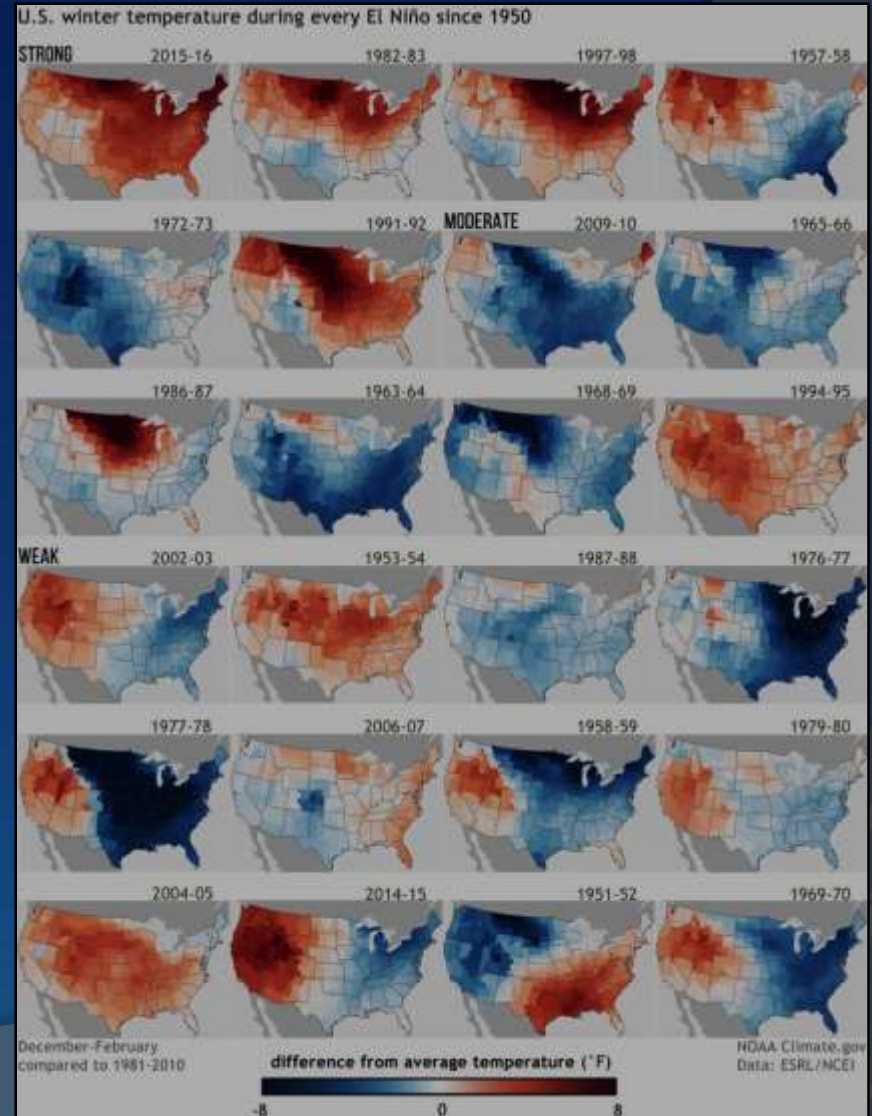 U.S. winter temperature during every El Niño since 1950
STRONG 2015-16 1982-83 1997-98 1957-58
1972-73 1991-92 MODERATE 2009-10 1965-66
1986-87 1963-64 1968-69 1994-95
WEAK 2002-03 1953-54 1987-88 1976-77
1977-78 2006-07 1958-59 1979-80
2004-05 2014-15 1951-52 1969-70
December-February
compared to 1981-2010
difference from average temperature (°F)
-8 0 8
NOAA Climate.gov
Data: ESRL/NCEI